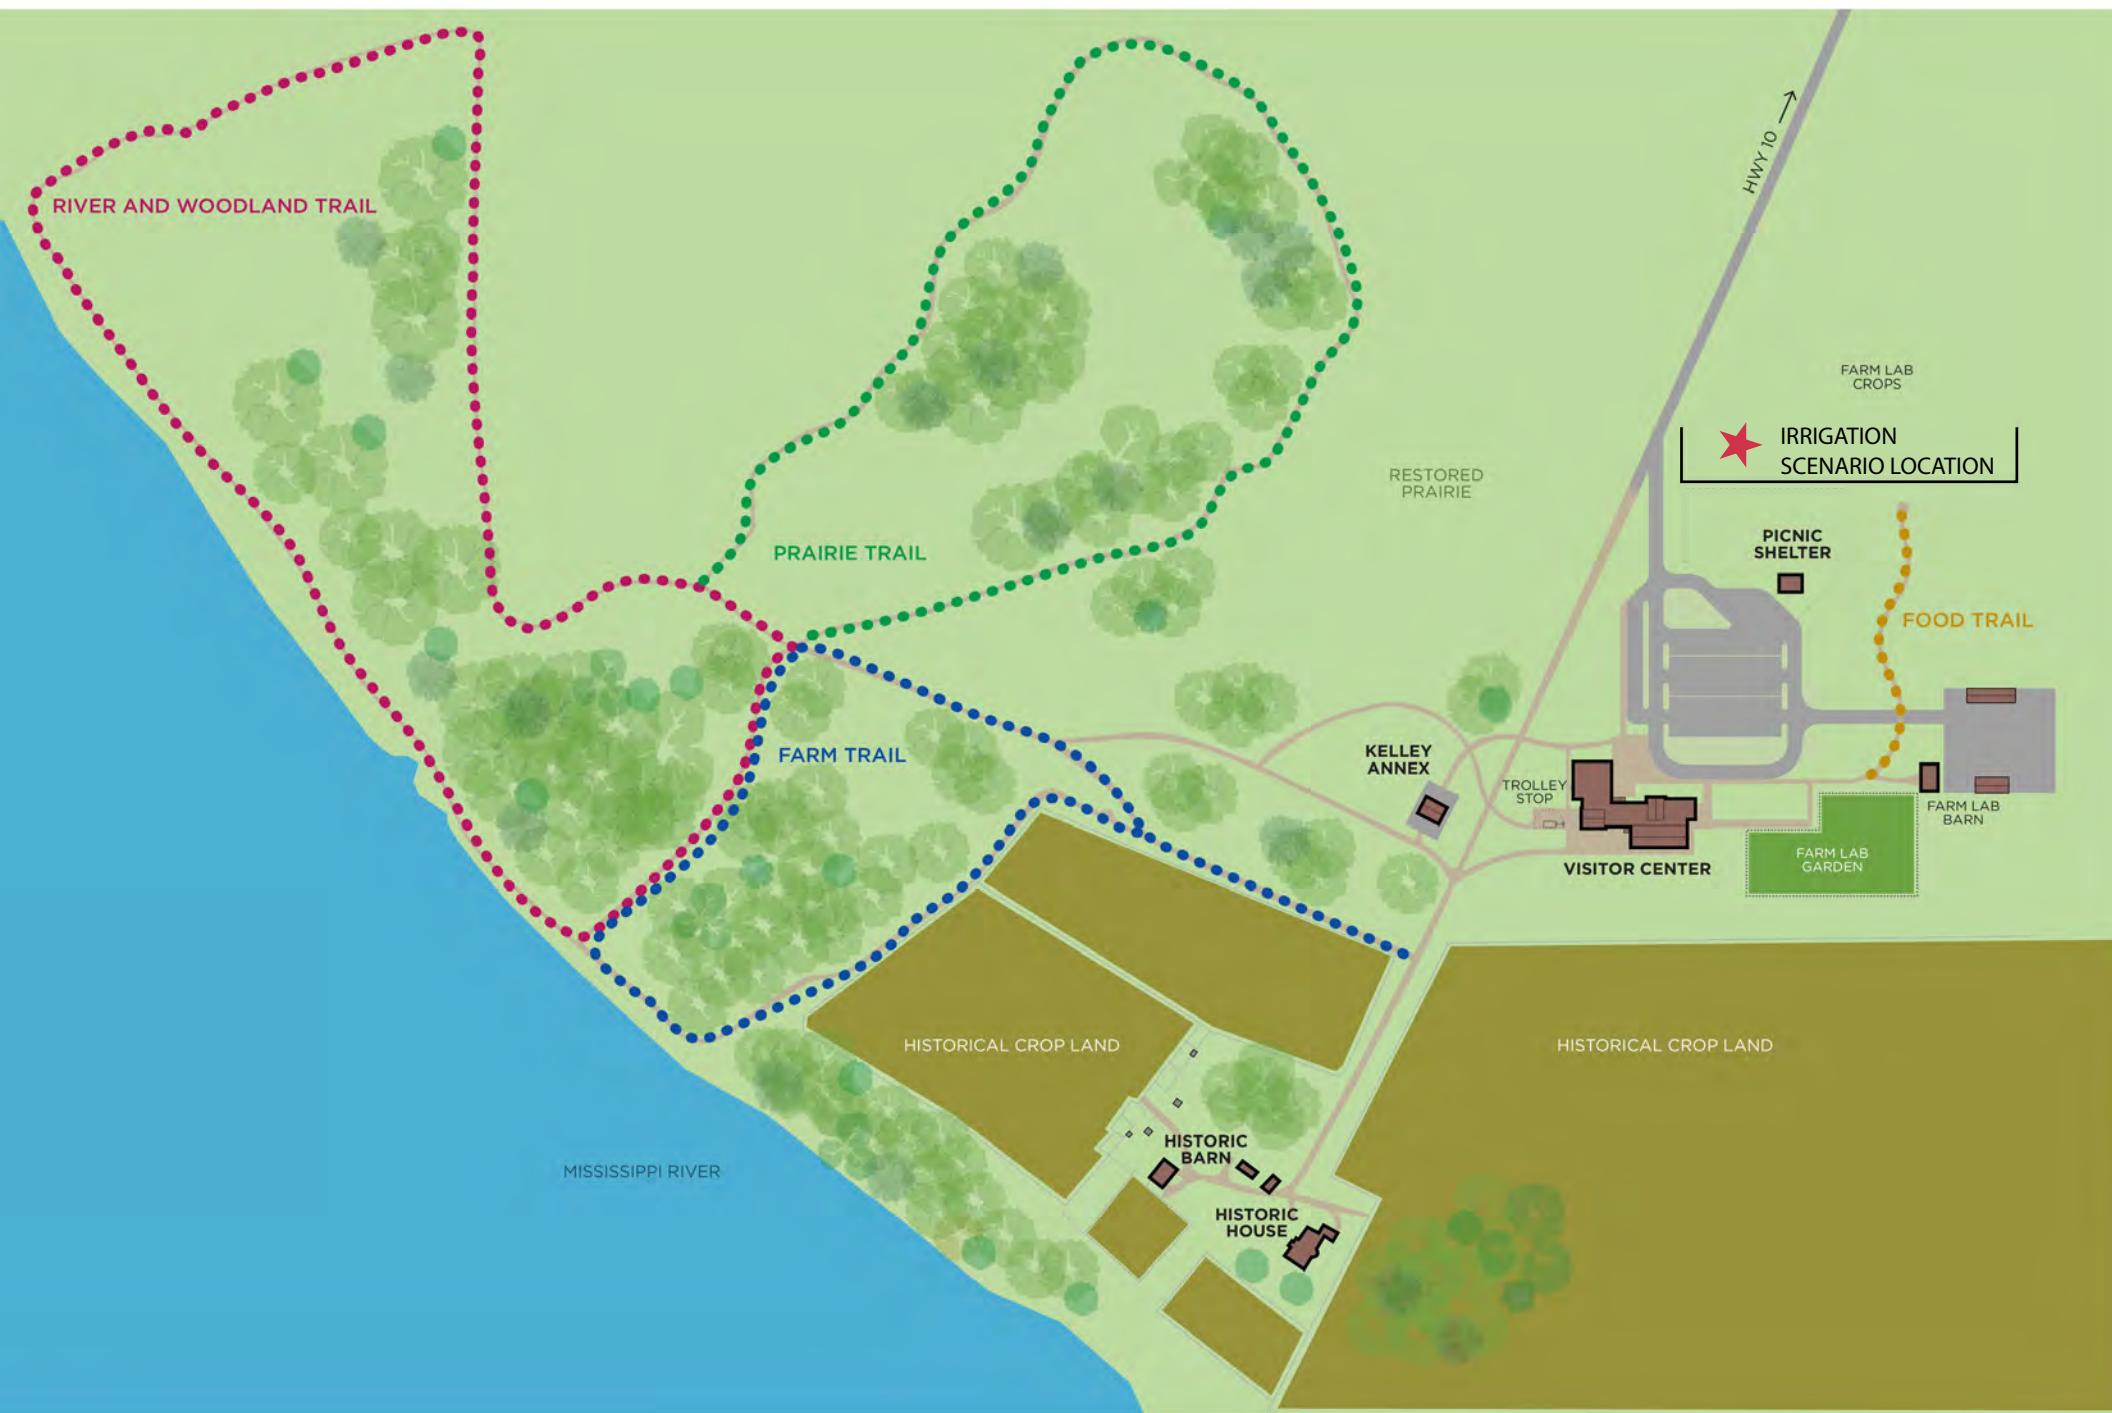 HWY 10
RIVER AND WOODLAND TRAIL
FARM LAB
CROPS
IRRIGATION
SCENARIO LOCATION
RESTORED
PRAIRIE
PICNIC
SHELTER
PRAIRIE TRAIL
FOOD TRAIL
FARM TRAIL
KELLEY
ANNEX
TROLLEY
STOP
FARM LAB
BARN
VISITOR CENTER
FARM LAB
GARDEN
HISTORICAL CROP LAND
HISTORICAL CROP LAND
HISTORIC
BARN
MISSISSIPPI RIVER
HISTORIC
HOUSE